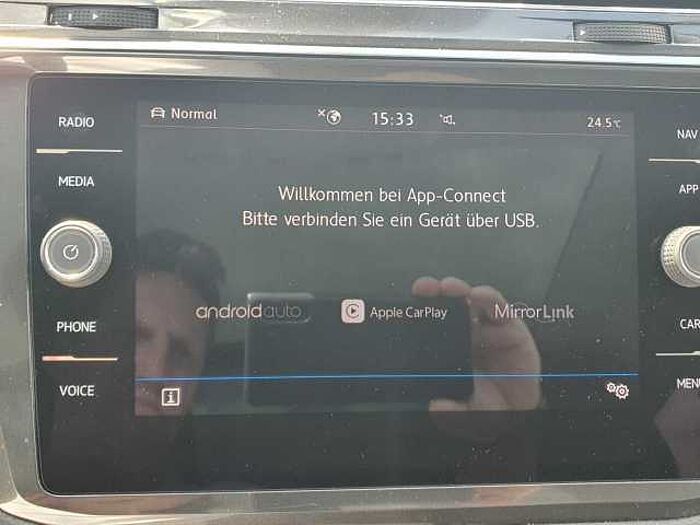 RADIO
MEDIA
PHONE
VOICE
Normal
15:33
24.5°C
Willkommen bei App-Connect
Bitte verbinden Sie ein Gerät über USB.
androidauto
Apple CarPlay
MirrorLink
i
NAV
APP
CAR
MENU